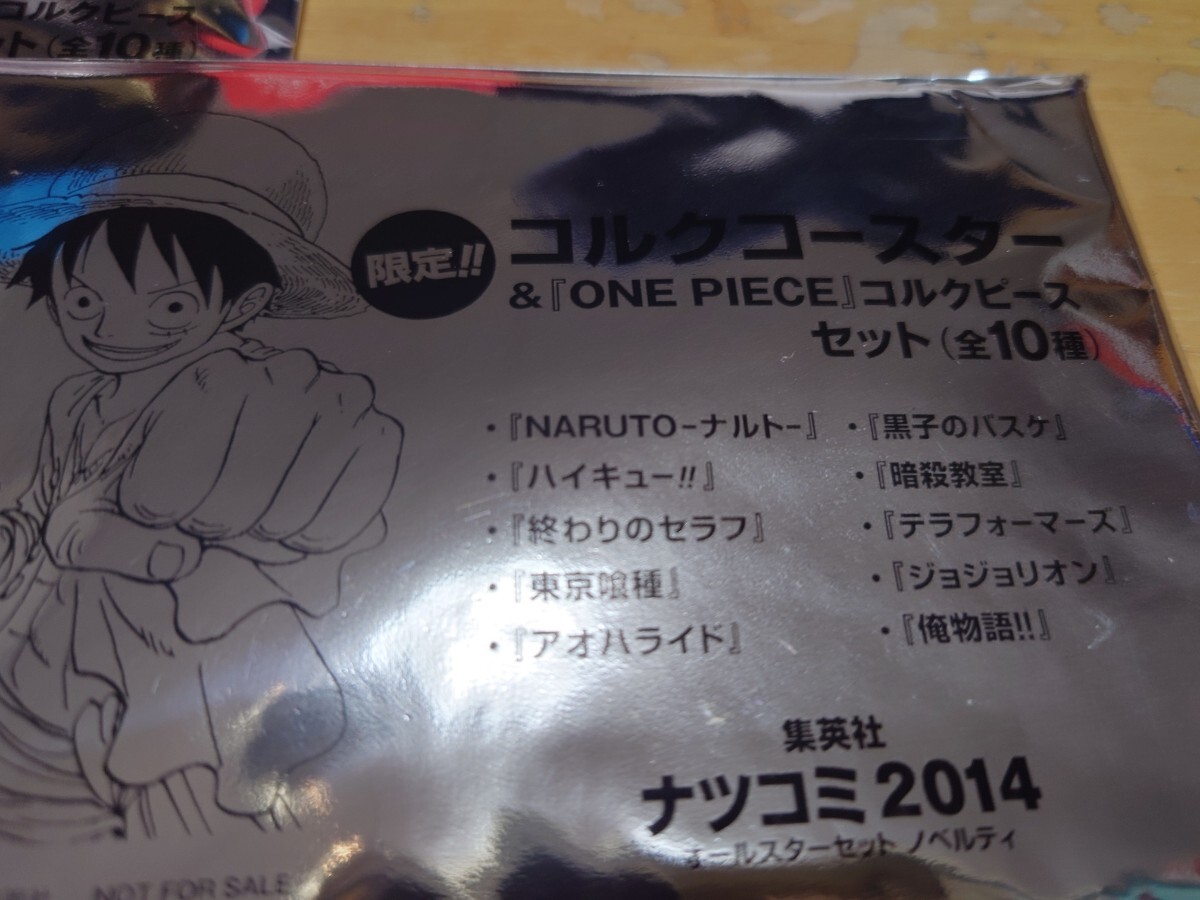 コルクピース
ット(全10種)
限定!!
コルクコースター
&『ONE PIECE』コルクピース
セット(全10種)
・『NARUTO-ナルト-』
・『ハイキュー!!』
・『終わりのセラフ』
・『東京喰種』
・『アオハライド』
・『黒子のバスケ』
・『暗殺教室』
・『テラフォーマーズ』
・『ジョジョリオン』
・『俺物語!!』
集英社
ナツコミ2014
オールスターセット ノベルティ
NOT FOR SALE